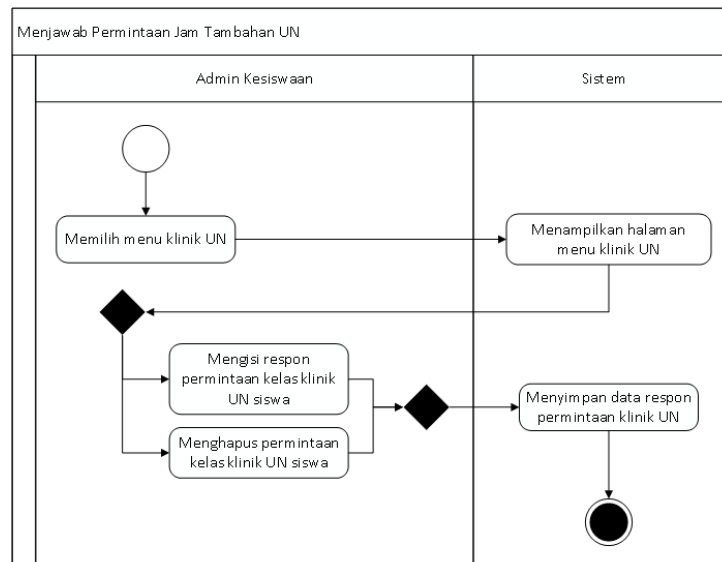 Menjawab Permintaan Jam Tambahan UN
Admin Kesiswaan
Sistem
Memilih menu klinik UN
Menampilkan halaman
menu klinik UN
Mengisi respon
permintaan kelas klinik
UN siswa
Menghapus permintaan
kelas klinik UN siswa
Menyimpan data respon
permintaan klinik UN